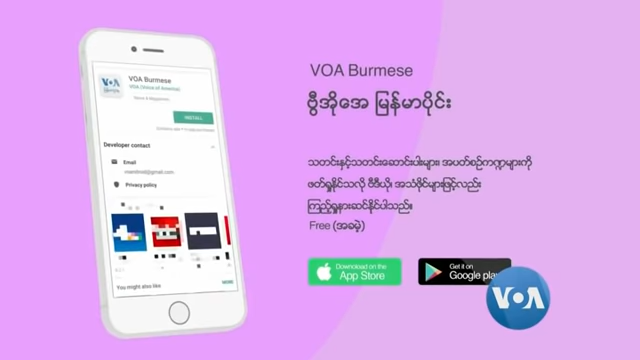 VOA Burmese
VOA (Voice of America)
News & Magazines
INSTALL
Developer contact
Email
Privacy policy
You might also like
MORE
VOA Burmese
ဗွီအိုအေ မြန်မာပိုင်း
သတင်းနှင့်သတင်းဆောင်းပါးများ၊ အပတ်စဉ်ကဏ္ဍများကို
ဖတ်ရှုနိုင်သလို ဗီဒီယို၊ အသံဖိုင်များဖြင့်လည်း
ကြည့်ရှုနားဆင်နိုင်ပါသည်။
Free (အခမဲ့)
Download on the
App Store
Get it on
Google play
VOA